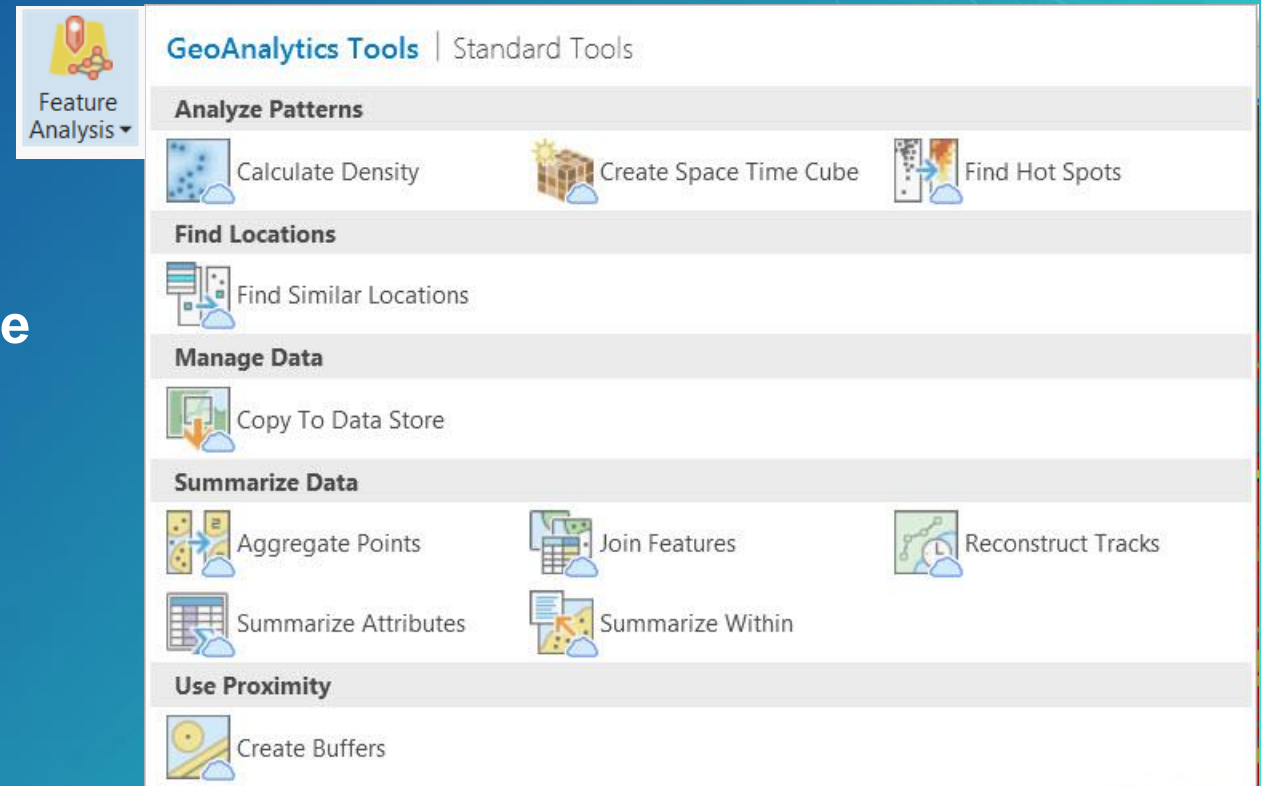 Feature
Analysis
GeoAnalytics Tools | Standard Tools
Analyze Patterns
Calculate Density Create Space Time Cube Find Hot Spots
Find Locations
Find Similar Locations
e
Manage Data
Copy To Data Store
Summarize Data
Aggregate Points Join Features Reconstruct Tracks
Summarize Attributes Summarize Within
Use Proximity
Create Buffers